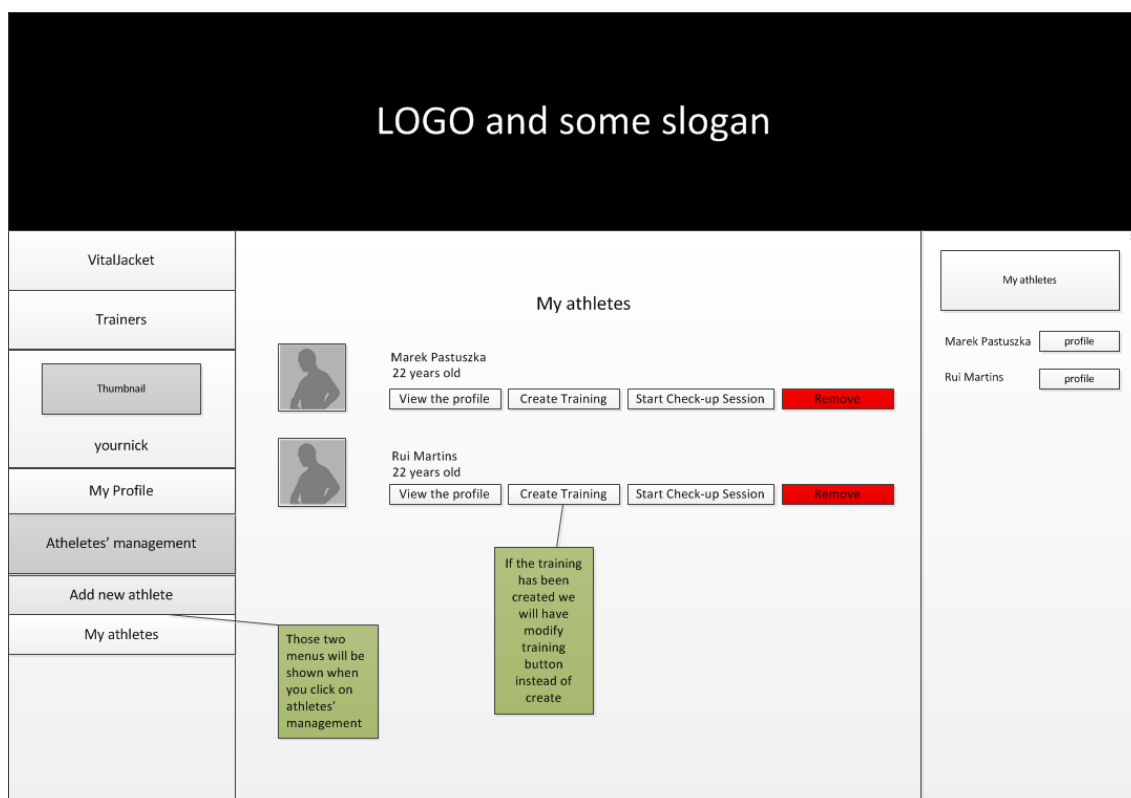 LOGO and some slogan
VitalJacket
Trainers
Thumbnail
yournick
My Profile
Atheletes’ management
Add new athlete
My athletes
Those two
menus will be
shown when
you click on
athletes’
management
My athletes
Marek Pastuszka
22 years old
View the profile
Create Training
Start Check-up Session
Remove
Rui Martins
22 years old
View the profile
Create Training
Start Check-up Session
Remove
If the training
has been
created we
will have
modify
training
button
instead of
create
My athletes
Marek Pastuszka
profile
Rui Martins
profile